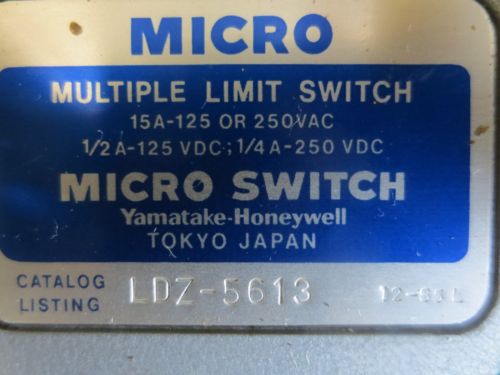 MICRO
MULTIPLE LIMIT SWITCH
15A-125 OR 250VAC
1/2 A-125 VDC; 1/4 A-250 VDC
MICRO SWITCH
Yamatake-Honeywell
TOKYO JAPAN
CATALOG LISTING LDZ-5613